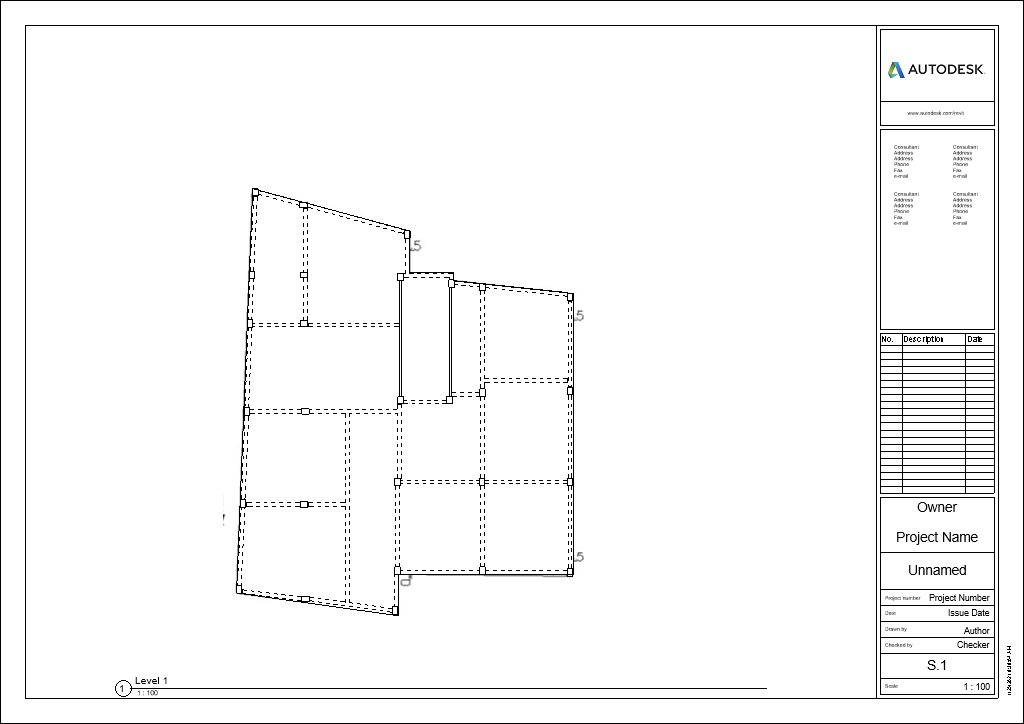 AUTODESK.
www.autodesk.com/revit
Consultant
Address
Address
Phone
Fax
e-mail
Consultant
Address
Address
Phone
Fax
e-mail
Consultant
Address
Address
Phone
Fax
e-mail
Consultant
Address
Address
Phone
Fax
e-mail
5
5
5
No. Description Date
Owner
Project Name
Unnamed
Project number Project Number
Date Issue Date
Drawn by Author
Checked by Checker
S.1
Scale 1 : 100
1 Level 1
1 : 100